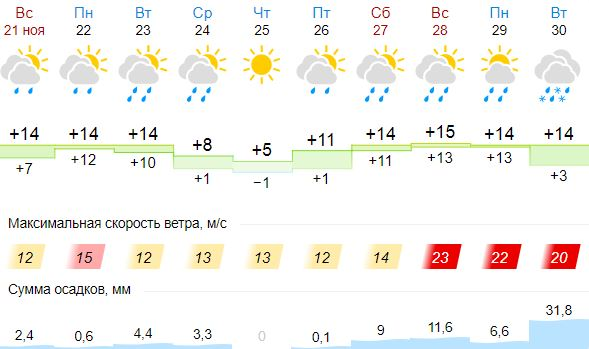 Вс Пн Вт Ср Чт Пт Сб Вс Пн Вт
21 ноя 22 23 24 25 26 27 28 29 30
+14 +14 +14 +8 +5 +11 +14 +15 +14 +14
+7 +12 +10 +1 −1 +1 +11 +13 +13 +3
Максимальная скорость ветра, м/с
12 15 12 13 13 12 14 23 22 20
Сумма осадков, мм
2,4 0,6 4,4 3,3 0 0,1 9 11,6 6,6 31,8